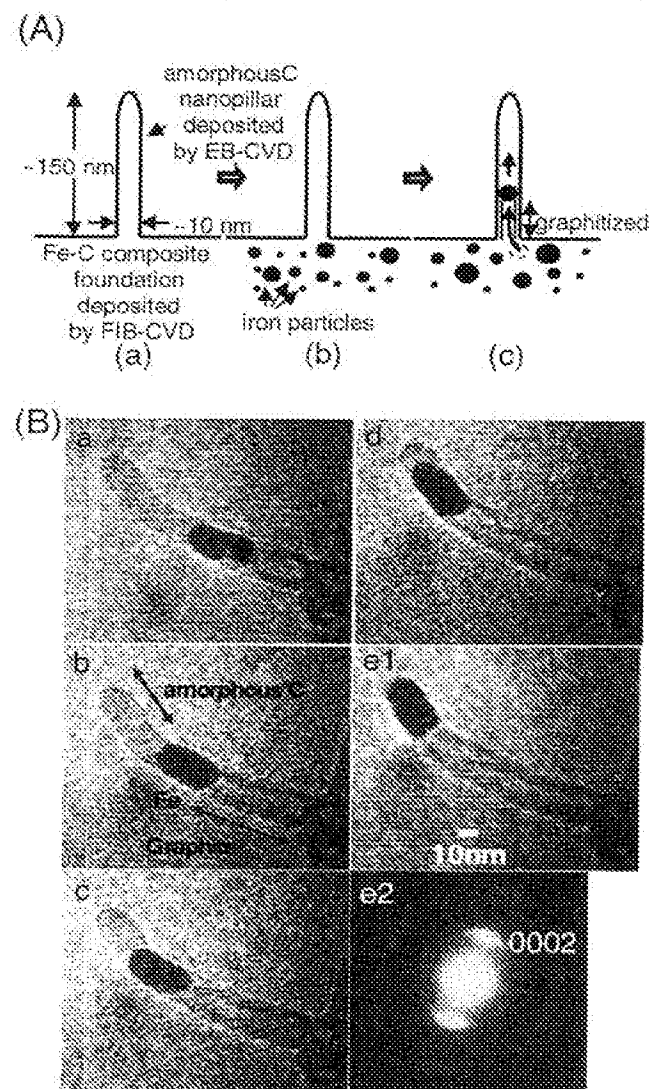 (A)
amorphousC
nanopillar
deposited
by EB-CVD
~150 nm
~10 nm
graphitized
Fe-C composite
foundation
deposited
by FIB-CVD
iron particles
(a)
(b)
(c)
(B)
a
d
b
amorphous C
Fe
Graphite
e1
10nm
c
e2
0002